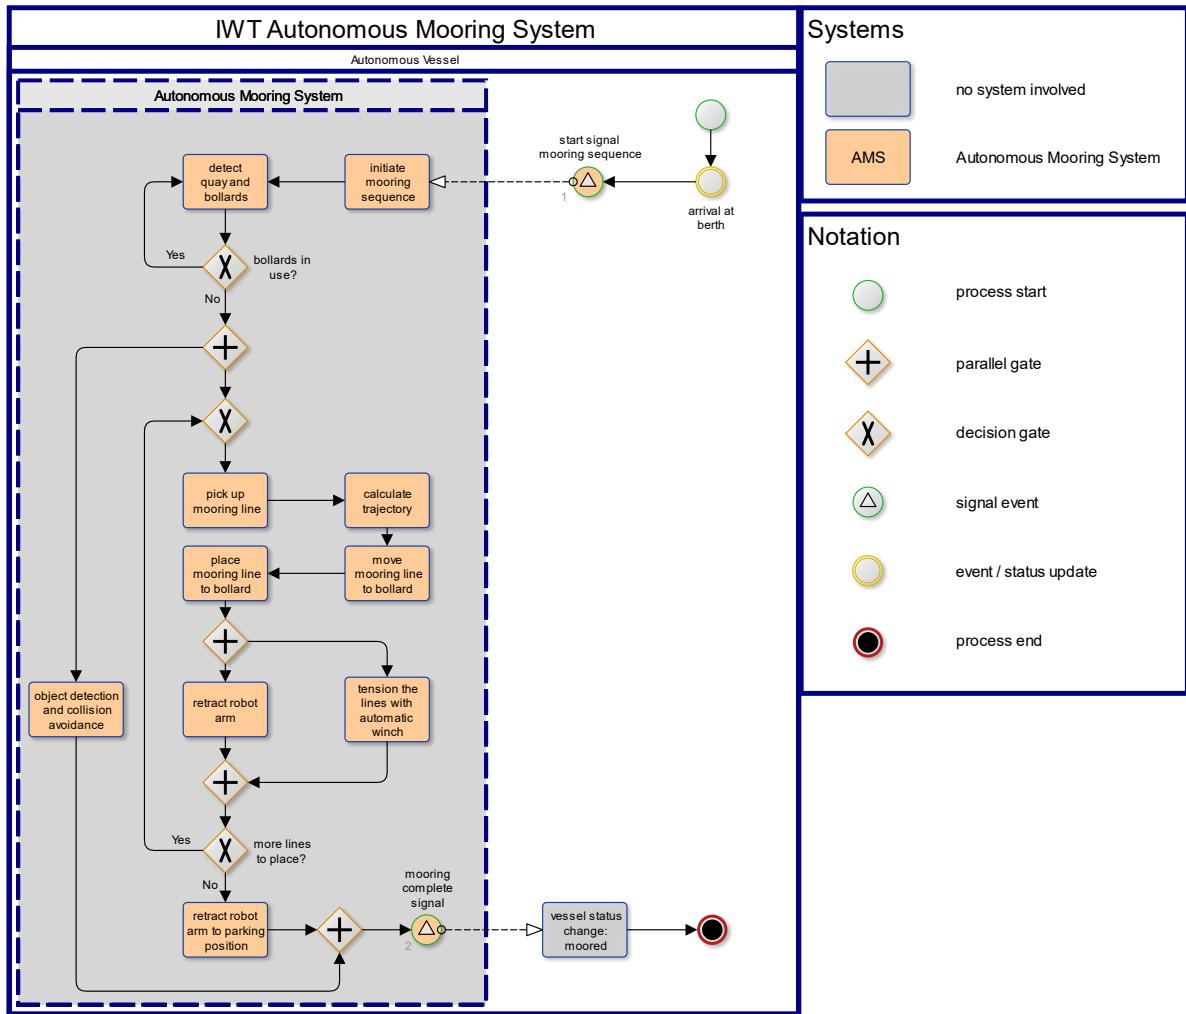 IWT Autonomous Mooring System
Autonomous Vessel
Autonomous Mooring System
start signal
mooring sequence
1
arrival at
berth
initiate
mooring
sequence
detect
quay and
bollards
Yes
bollards in
use?
No
pick up
mooring line
calculate
trajectory
place
mooring line
to bollard
move
mooring line
to bollard
object detection
and collision
avoidance
retract robot
arm
tension the
lines with
automatic
winch
Yes
more lines
to place?
No
retract robot
arm to parking
position
mooring
complete
signal
2
vessel status
change:
moored
Systems
no system involved
AMS
Autonomous Mooring System
Notation
process start
parallel gate
decision gate
signal event
event / status update
process end